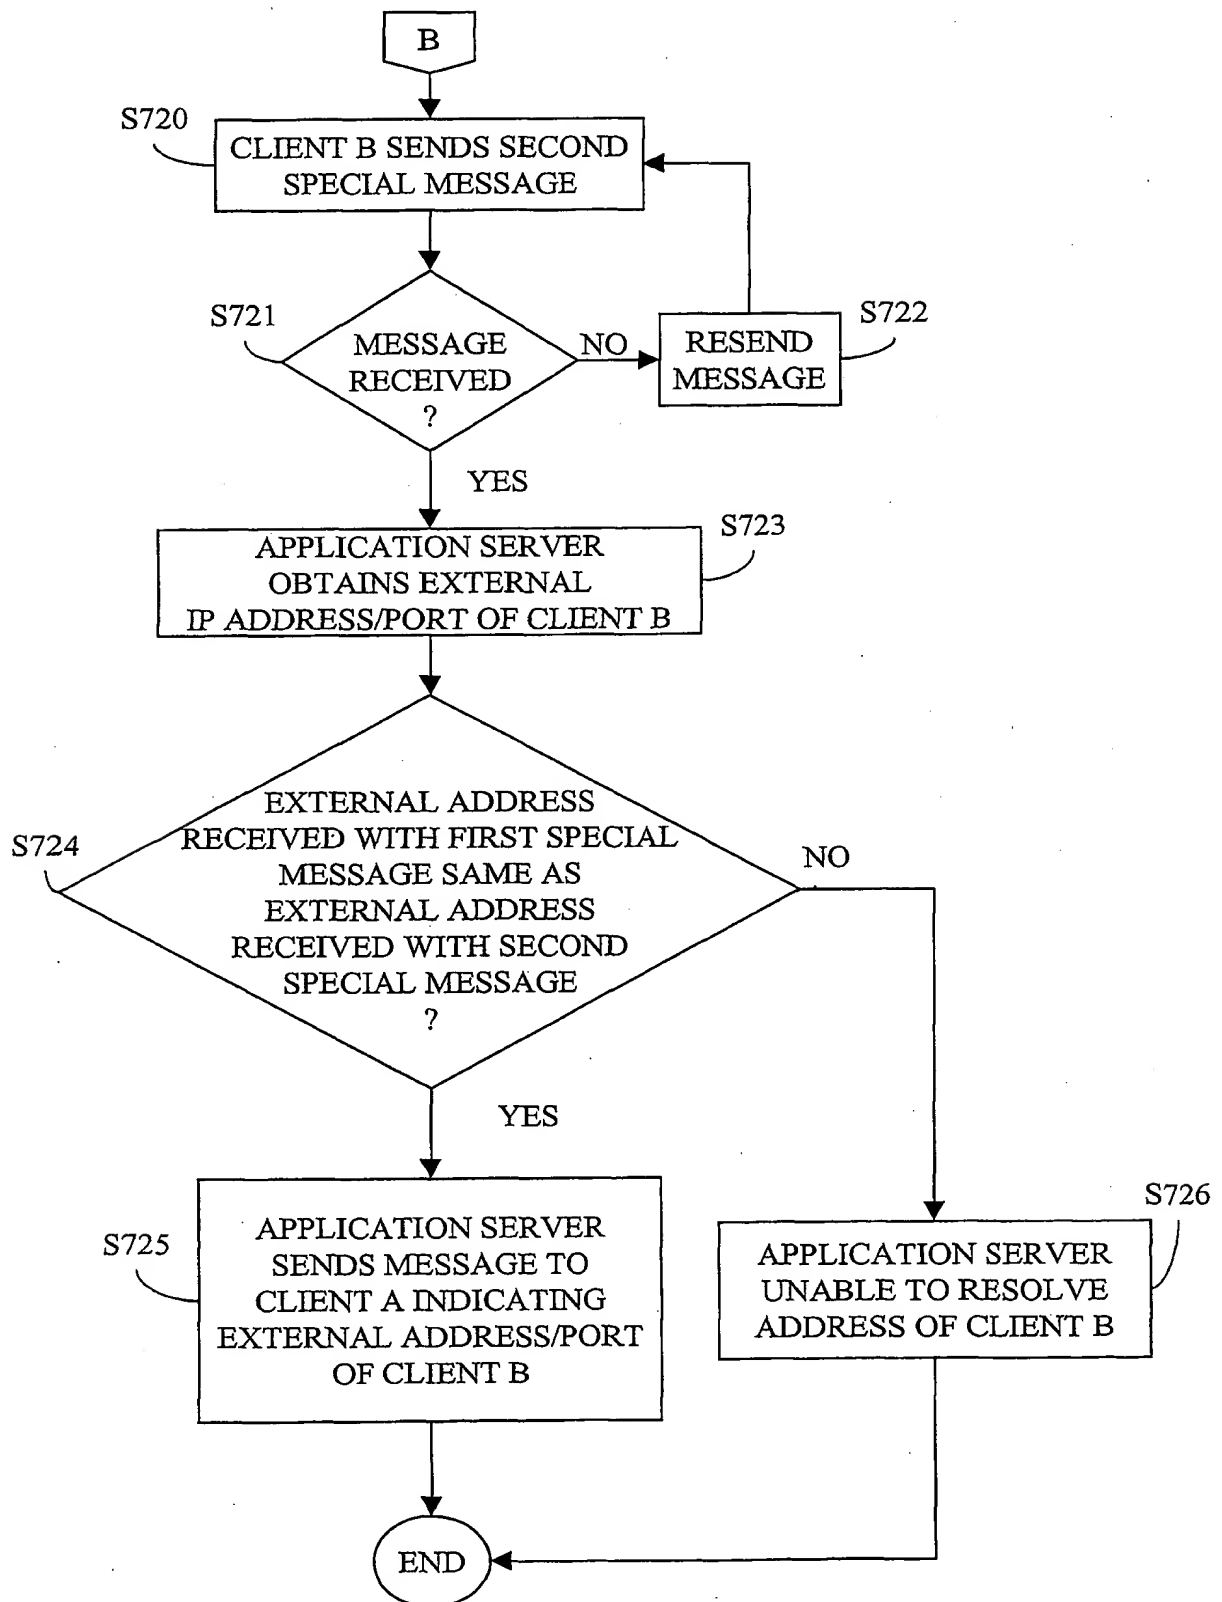 B
S720
CLIENT B SENDS SECOND
SPECIAL MESSAGE
S721
MESSAGE
RECEIVED
?
NO
S722
RESEND
MESSAGE
YES
S723
APPLICATION SERVER
OBTAINS EXTERNAL
IP ADDRESS/PORT OF CLIENT B
S724
EXTERNAL ADDRESS
RECEIVED WITH FIRST SPECIAL
MESSAGE SAME AS
EXTERNAL ADDRESS
RECEIVED WITH SECOND
SPECIAL MESSAGE
?
NO
YES
S725
APPLICATION SERVER
SENDS MESSAGE TO
CLIENT A INDICATING
EXTERNAL ADDRESS/PORT
OF CLIENT B
S726
APPLICATION SERVER
UNABLE TO RESOLVE
ADDRESS OF CLIENT B
END